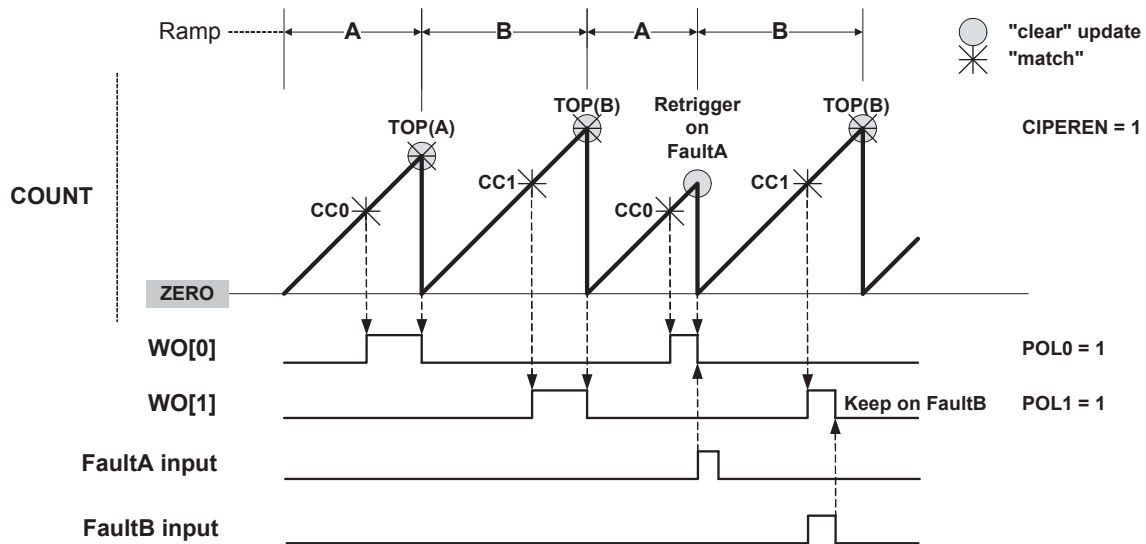 Ramp
A
B
A
B
"clear" update
"match"
TOP(A)
TOP(B)
Retrigger
on
FaultA
TOP(B)
CIPEREN = 1
COUNT
CC0
CC1
CC0
CC1
ZERO
WO[0]
POL0 = 1
WO[1]
Keep on FaultB
POL1 = 1
FaultA input
FaultB input